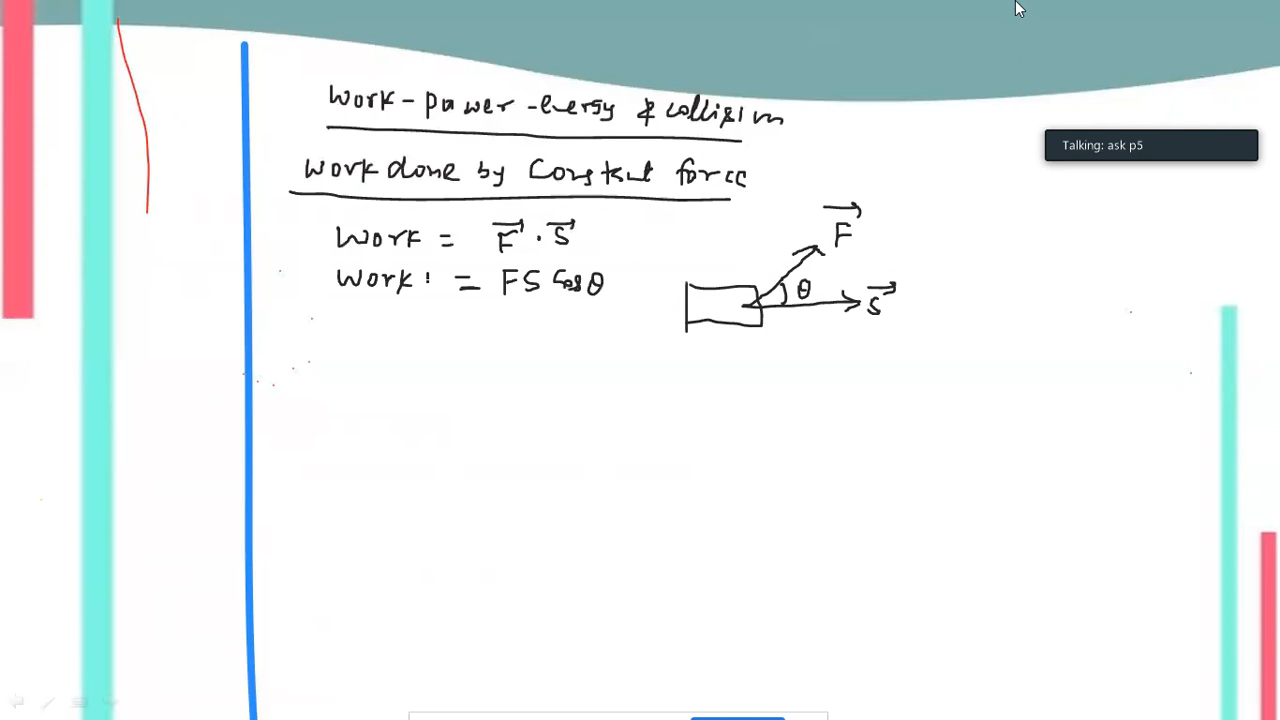 Work - power - energy & collision
Talking: ask p5
Work done by Constant force
Work = F⃗ . S⃗
Work = FS Cosθ
F⃗
θ
S⃗